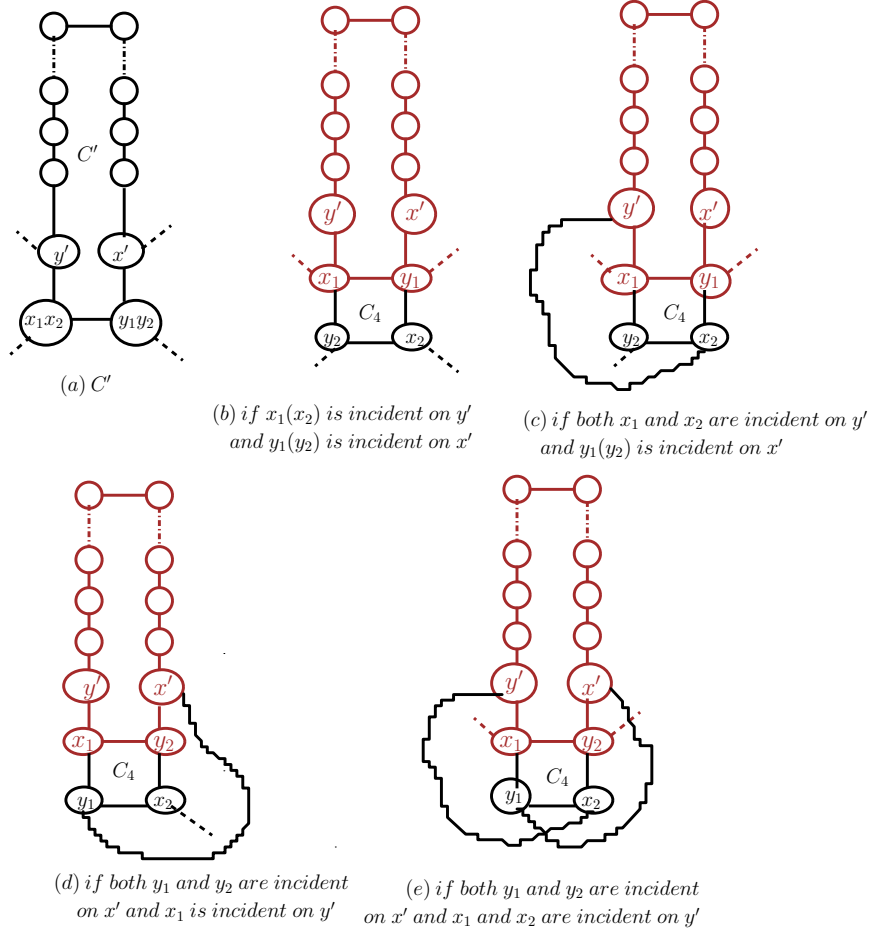 C'
y' x'
x₁x₂ y₁y₂
(a) C'
y' x'
x₁ y₁
C₄
y₂ x₂
(b) if x₁(x₂) is incident on y'
and y₁(y₂) is incident on x'
y' x'
x₁ y₁
C₄
y₂ x₂
(c) if both x₁ and x₂ are incident on y'
and y₁(y₂) is incident on x'
y' x'
x₁ y₂
C₄
y₁ x₂
(d) if both y₁ and y₂ are incident
on x' and x₁ is incident on y'
y' x'
x₁ y₂
C₄
y₁ x₂
(e) if both y₁ and y₂ are incident
on x' and x₁ and x₂ are incident on y'